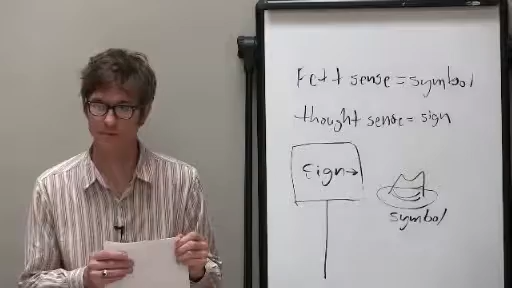 Felt sense = symbol
thought sense = sign
Sign→
symbol